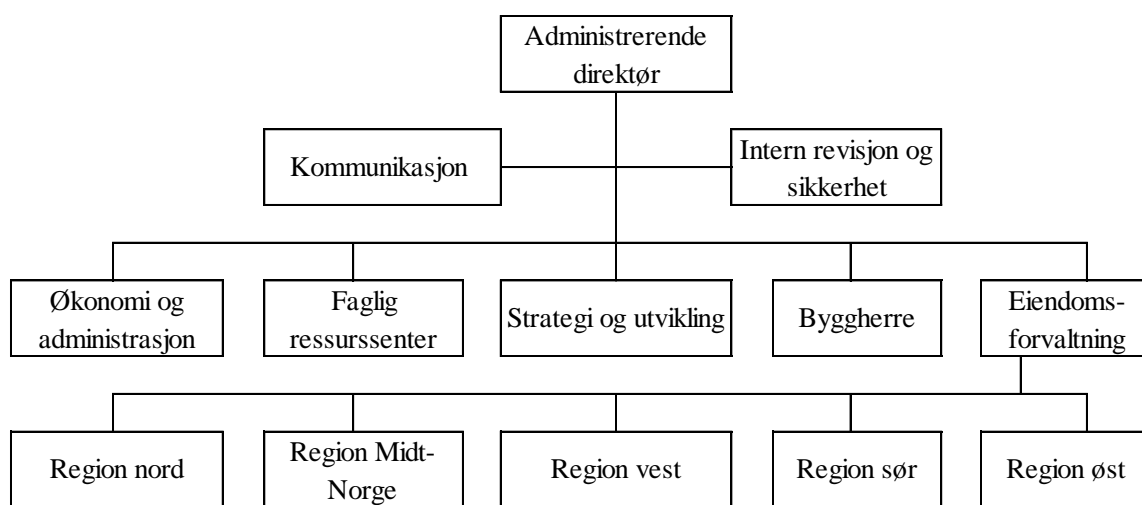 Administrerende
direktør
Kommunikasjon
Intern revisjon og
sikkerhet
Økonomi og
administrasjon
Faglig
ressurssenter
Strategi og utvikling
Byggherre
Eiendoms-
forvaltning
Region nord
Region Midt-
Norge
Region vest
Region sør
Region øst